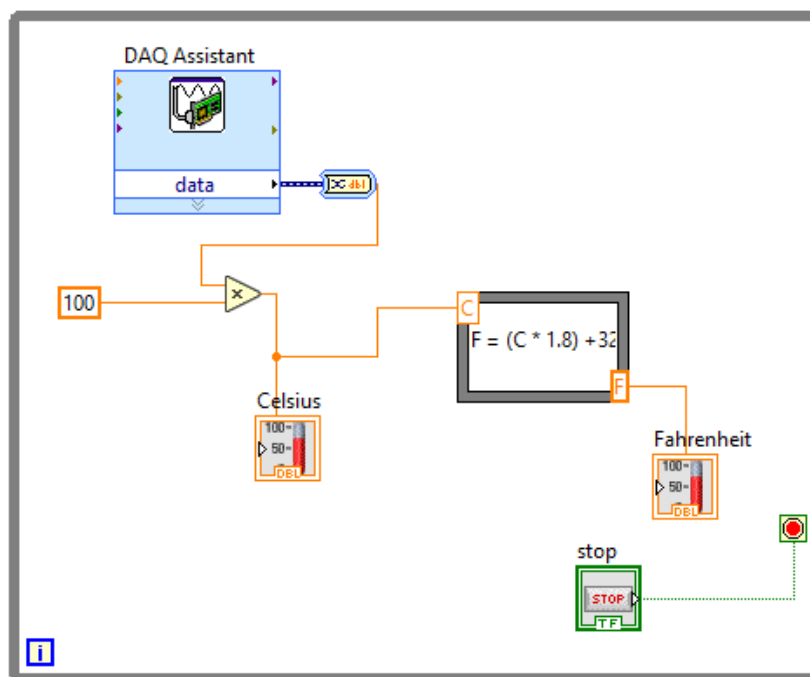 DAQ Assistant
data
dbl
100
x
C
F = (C * 1.8) +32
F
Celsius
100
50
DBL
Fahrenheit
100
50
DBL
stop
STOP
TF
i